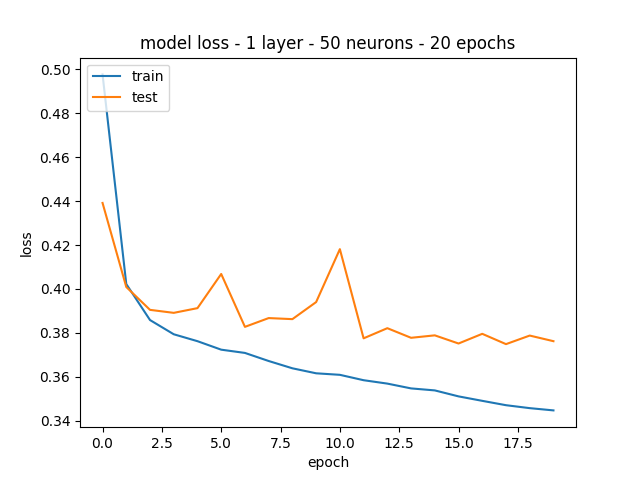 model loss - 1 layer - 50 neurons - 20 epochs
train
test
0.50
0.48
0.46
0.44
0.42
0.40
0.38
0.36
0.34
loss
0.0 2.5 5.0 7.5 10.0 12.5 15.0 17.5
epoch